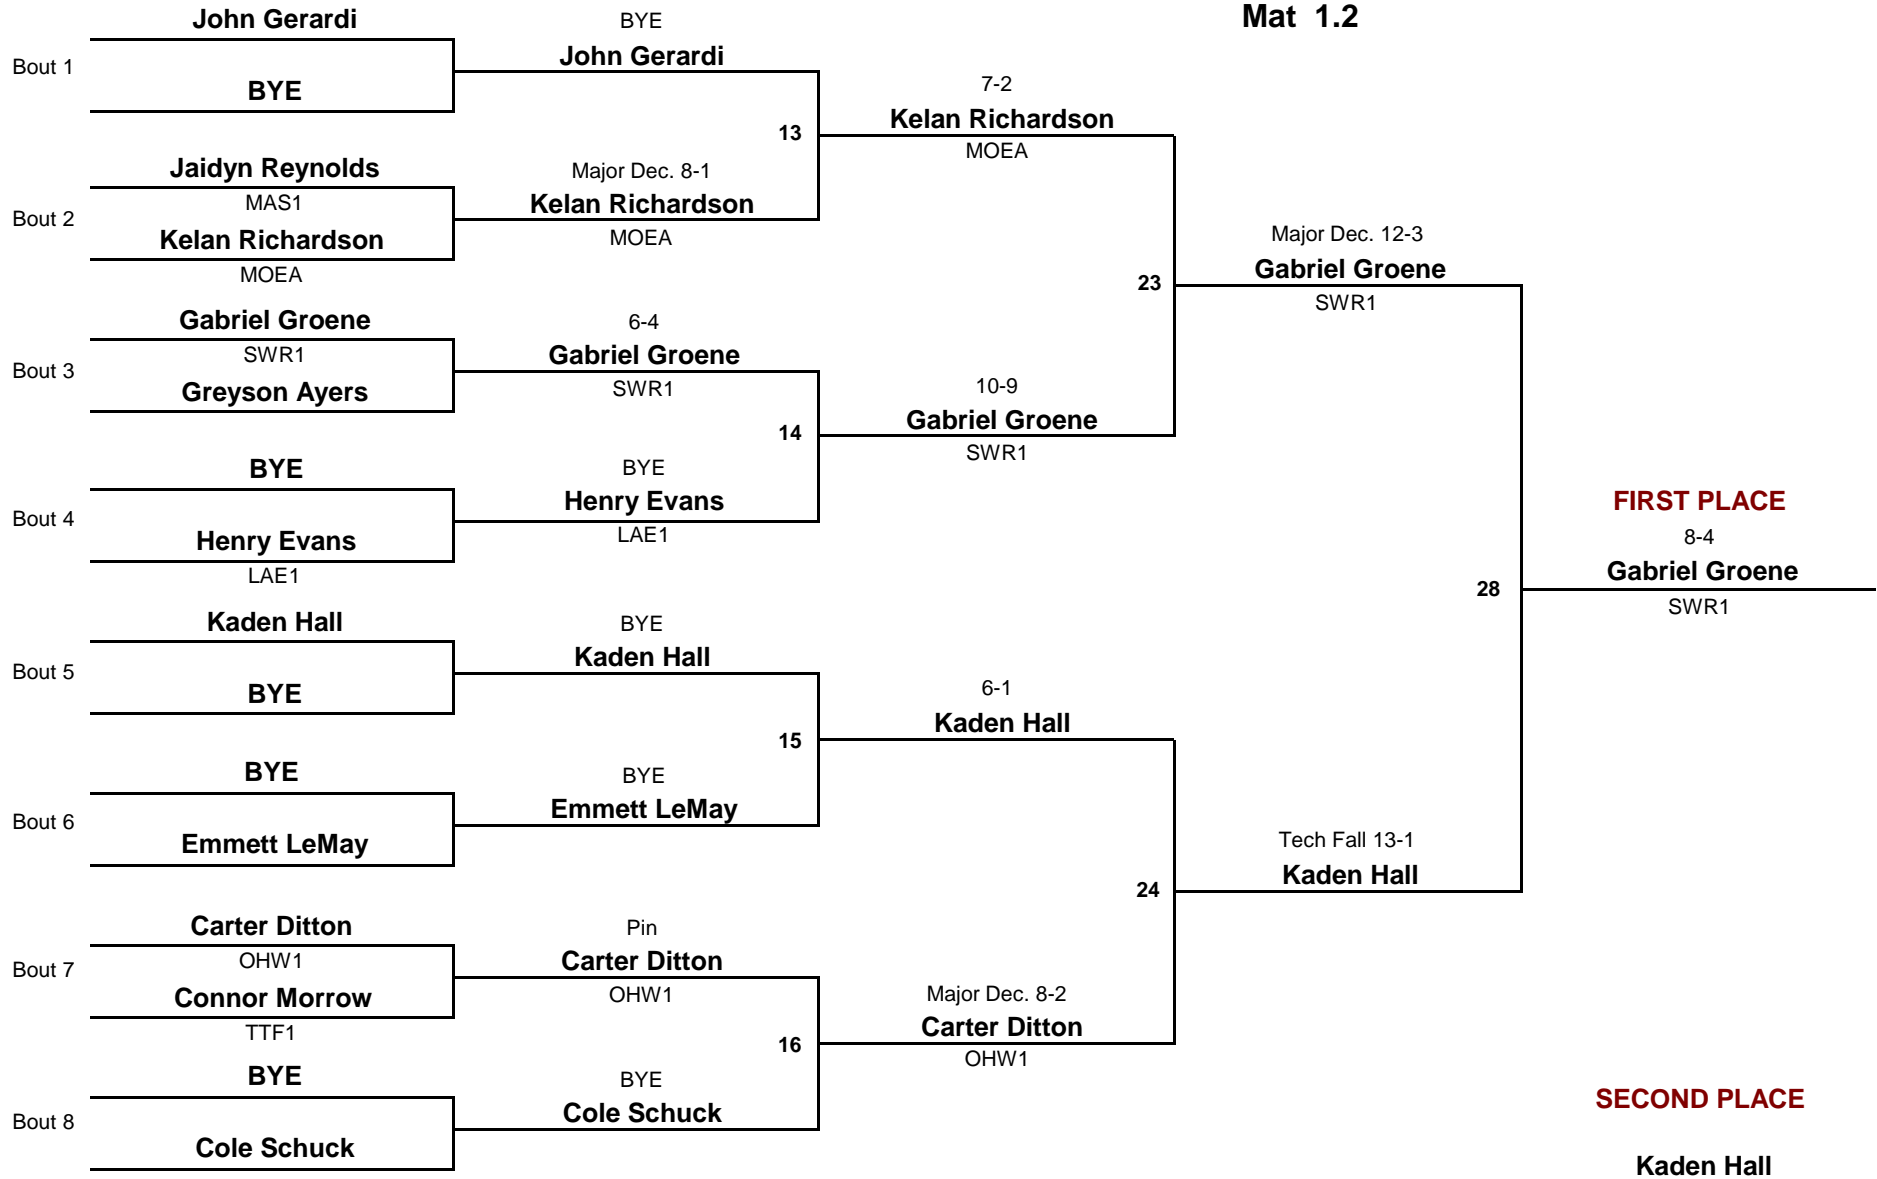 Mat 1.2
John Gerardi
Bout 1
BYE
Jaidyn Reynolds
MAS1
Bout 2
Kelan Richardson
MOEA
Gabriel Groene
SWR1
Bout 3
Greyson Ayers
BYE
Bout 4
Henry Evans
LAE1
Kaden Hall
Bout 5
BYE
BYE
Bout 6
Emmett LeMay
Carter Ditton
OHW1
Bout 7
Connor Morrow
TTF1
BYE
Bout 8
Cole Schuck
BYE
John Gerardi
13
Major Dec. 8-1
Kelan Richardson
MOEA
6-4
Gabriel Groene
SWR1
14
BYE
Henry Evans
LAE1
BYE
Kaden Hall
15
BYE
Emmett LeMay
Pin
Carter Ditton
OHW1
16
BYE
Cole Schuck
7-2
Kelan Richardson
MOEA
23
10-9
Gabriel Groene
SWR1
6-1
Kaden Hall
24
Major Dec. 8-2
Carter Ditton
OHW1
Major Dec. 12-3
Gabriel Groene
SWR1
28
Tech Fall 13-1
Kaden Hall
FIRST PLACE
8-4
Gabriel Groene
SWR1
SECOND PLACE
Kaden Hall